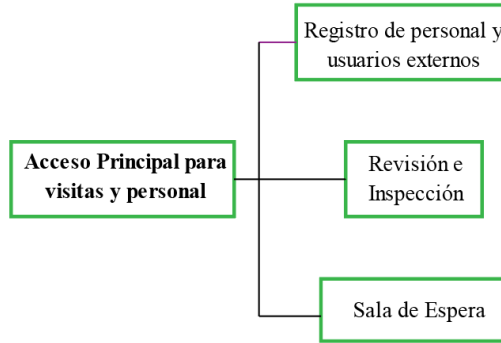 Registro de personal y
usuarios externos
Acceso Principal para
visitas y personal
Revisión e
Inspección
Sala de Espera